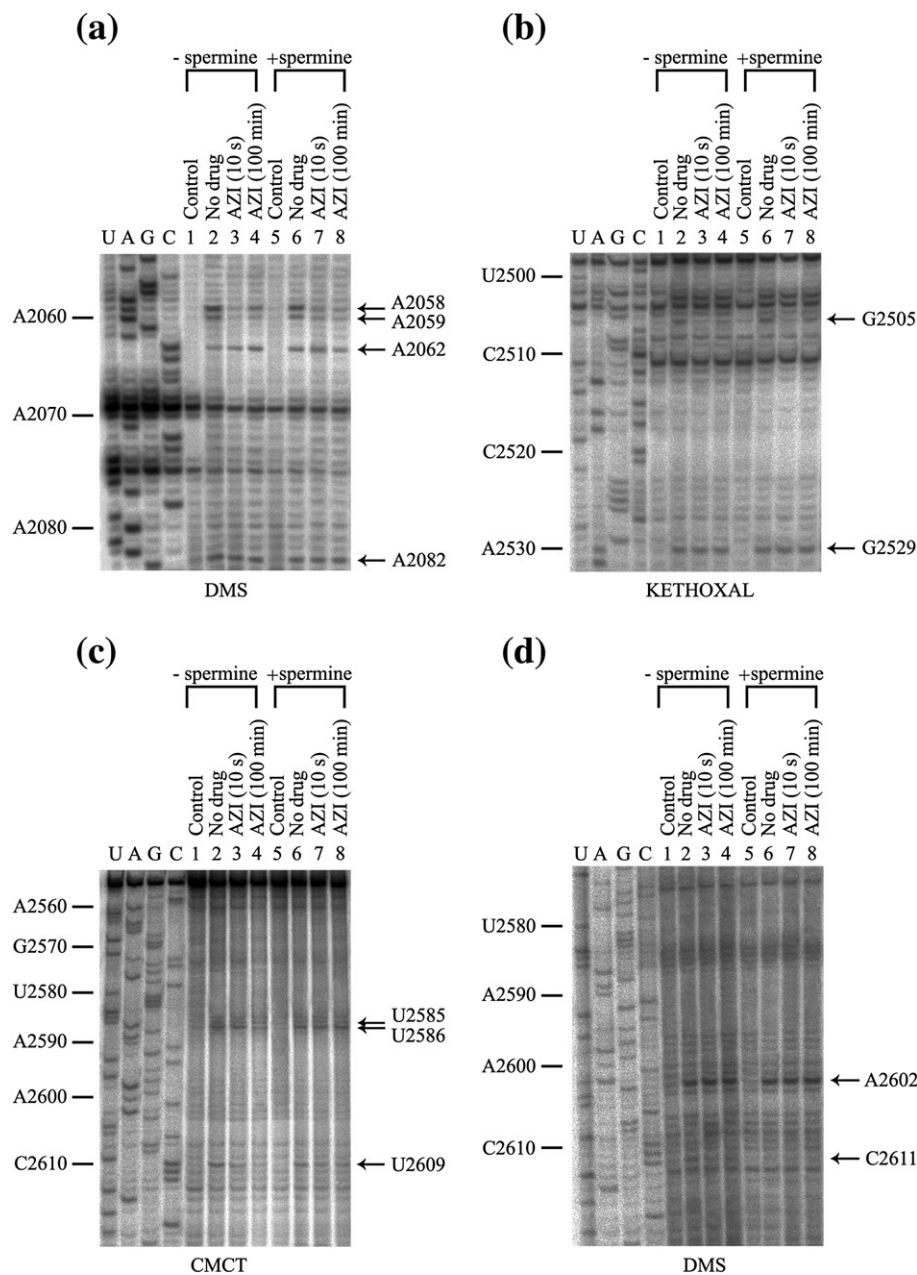 (a)
- spermine +spermine
Control
No drug
AZI (10 s)
AZI (100 min)
Control
No drug
AZI (10 s)
AZI (100 min)
U A G C 1 2 3 4 5 6 7 8
A2060
A2070
A2080
A2058
A2059
A2062
A2082
DMS
(b)
- spermine +spermine
Control
No drug
AZI (10 s)
AZI (100 min)
Control
No drug
AZI (10 s)
AZI (100 min)
U A G C 1 2 3 4 5 6 7 8
U2500
C2510
C2520
A2530
G2505
G2529
KETHOXAL
(c)
- spermine +spermine
Control
No drug
AZI (10 s)
AZI (100 min)
Control
No drug
AZI (10 s)
AZI (100 min)
U A G C 1 2 3 4 5 6 7 8
A2560
G2570
U2580
A2590
A2600
C2610
U2585
U2586
U2609
CMCT
(d)
- spermine +spermine
Control
No drug
AZI (10 s)
AZI (100 min)
Control
No drug
AZI (10 s)
AZI (100 min)
U A G C 1 2 3 4 5 6 7 8
U2580
A2590
A2600
C2610
A2602
C2611
DMS